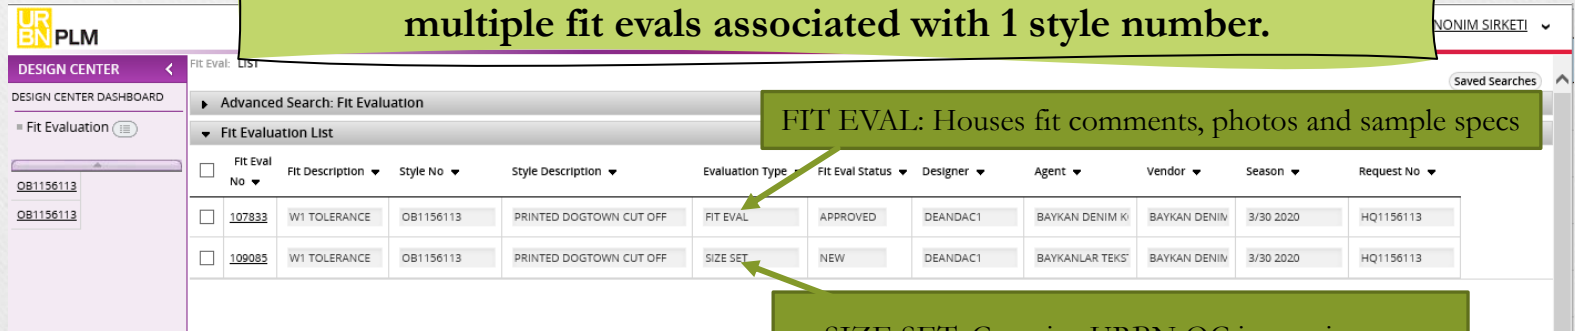 multiple fit evals associated with 1 style number.
URBN PLM
NONIM SIRKETI
DESIGN CENTER
Fit Eval: LIST
Saved Searches
DESIGN CENTER DASHBOARD
Advanced Search: Fit Evaluation
Fit Evaluation
Fit Evaluation List
FIT EVAL: Houses fit comments, photos and sample specs
Fit Eval No
Fit Description
Style No
Style Description
Evaluation Type
Fit Eval Status
Designer
Agent
Vendor
Season
Request No
OB1156113
OB1156113
107833 W1 TOLERANCE OB1156113 PRINTED DOGTOWN CUT OFF FIT EVAL APPROVED DEANDAC1 BAYKAN DENIM K BAYKAN DENIM 3/30 2020 HQ1156113
109085 W1 TOLERANCE OB1156113 PRINTED DOGTOWN CUT OFF SIZE SET NEW DEANDAC1 BAYKANLAR TEKS BAYKAN DENIM 3/30 2020 HQ1156113
SIZE SET